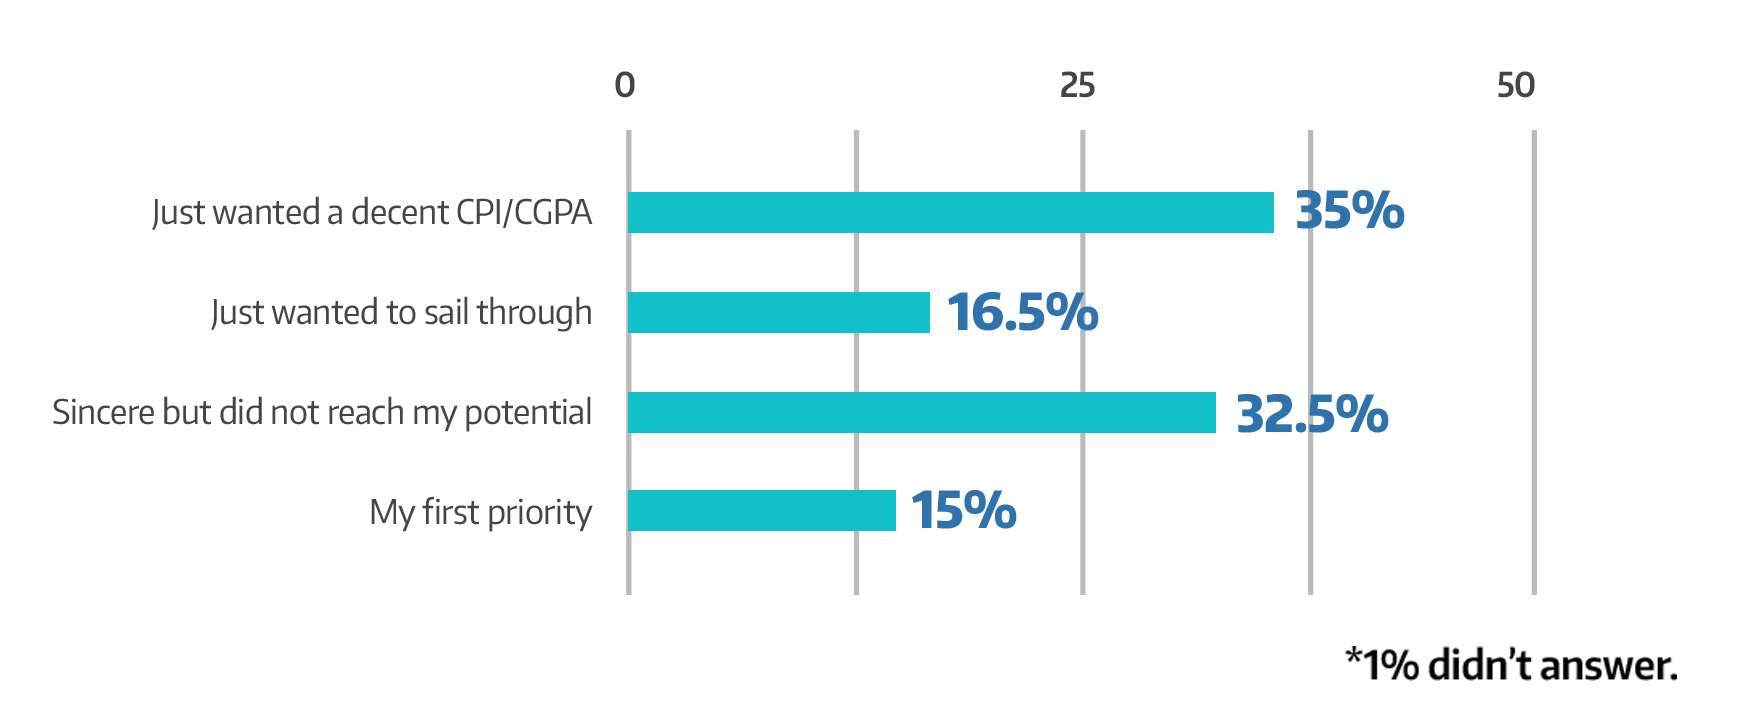 0 25 50
Just wanted a decent CPI/CGPA 35%
Just wanted to sail through 16.5%
Sincere but did not reach my potential 32.5%
My first priority 15%
*1% didn't answer.